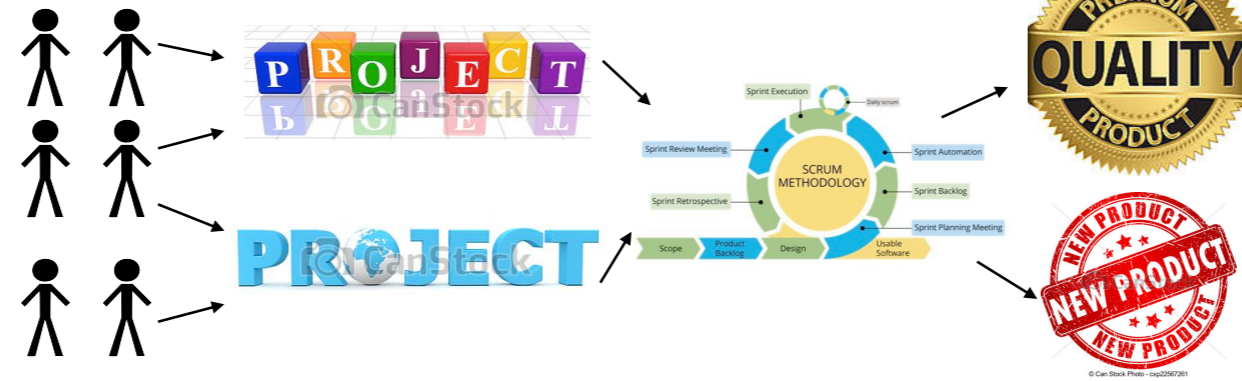 PROJECT
CanStock
PROJECT
CanStock
Sprint Execution
Daily scrum
Sprint Review Meeting
Sprint Automation
SCRUM
METHODOLOGY
Sprint Retrospective
Sprint Backlog
Sprint Planning Meeting
Scope
Product
Backlog
Design
Usable
Software
PREMIUM
QUALITY
PRODUCT
NEW PRODUCT
NEW PRODUCT
NEW PRODUCT
© Can Stock Photo - csp22567261